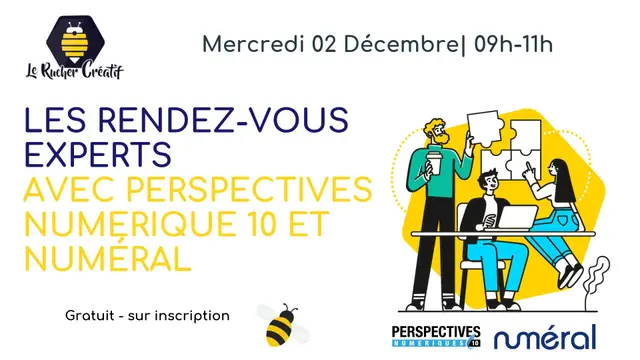 Mercredi 02 Décembre| 09h-11h
Le Rucher Créatif
LES RENDEZ-VOUS
EXPERTS
AVEC PERSPECTIVES
NUMERIQUE 10 ET
NUMÉRAL
Gratuit - sur inscription
PERSPECTIVES
NUMERIQUES 10
numéral